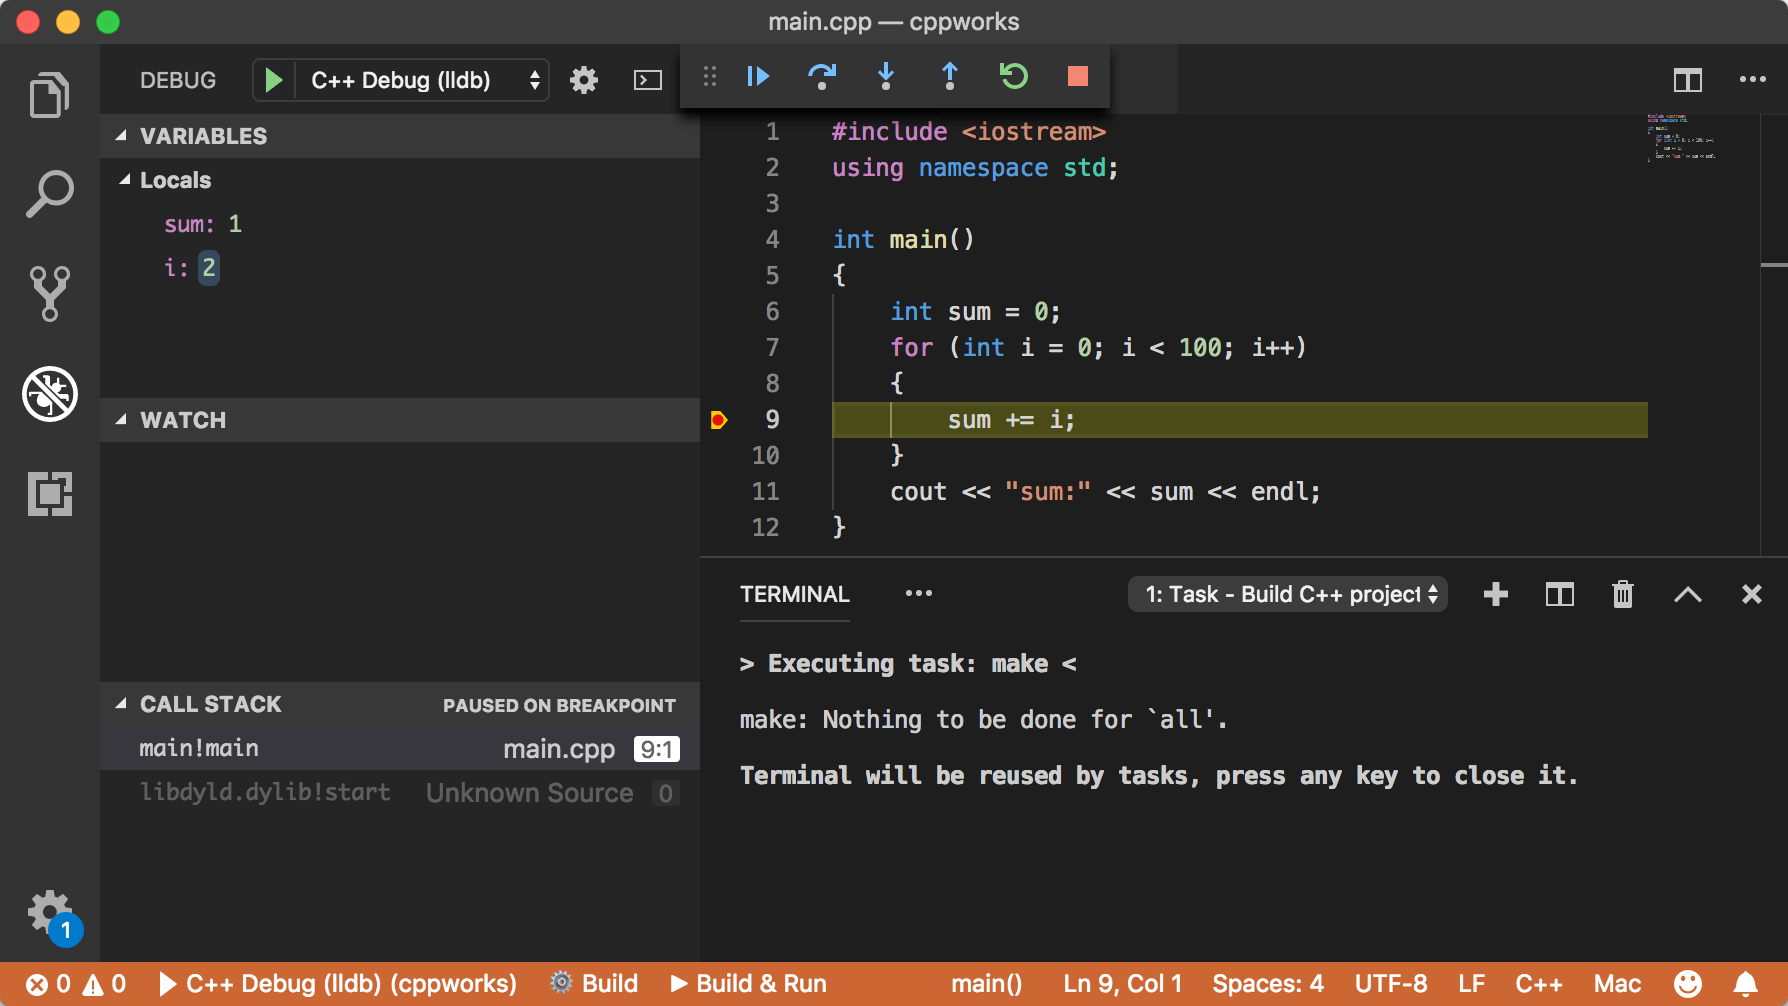 main.cpp — cppworks
DEBUG C++ Debug (lldb)
VARIABLES
Locals
sum: 1
i: 2
WATCH
CALL STACK PAUSED ON BREAKPOINT
main!main main.cpp 9:1
libdyld.dylib!start Unknown Source 0
1
1 #include <iostream>
2 using namespace std;
3
4 int main()
5 {
6 int sum = 0;
7 for (int i = 0; i < 100; i++)
8 {
9 sum += i;
10 }
11 cout << "sum:" << sum << endl;
12 }
TERMINAL ••• 1: Task - Build C++ project
> Executing task: make <
make: Nothing to be done for `all'.
Terminal will be reused by tasks, press any key to close it.
0 0 C++ Debug (lldb) (cppworks) Build Build & Run main() Ln 9, Col 1 Spaces: 4 UTF-8 LF C++ Mac